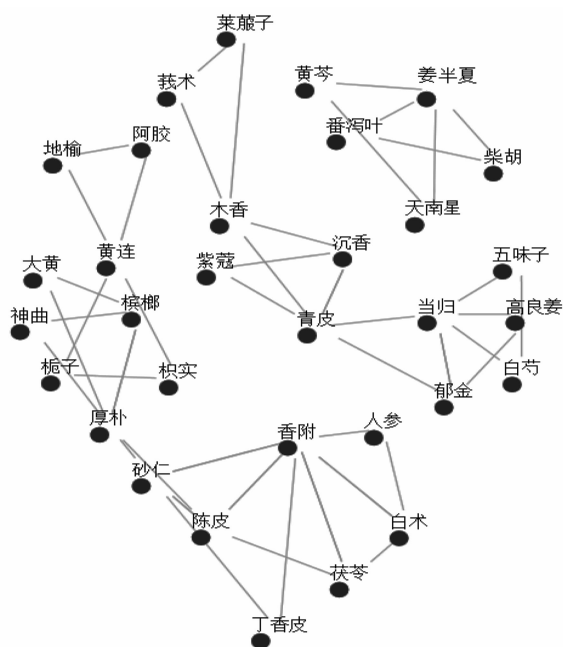 莱菔子
莪术
黄芩
姜半夏
番泻叶
地榆
阿胶
柴胡
木香
天南星
黄连
沉香
紫蔻
五味子
大黄
神曲
槟榔
青皮
当归
高良姜
栀子
枳实
白芍
郁金
厚朴
香附
人参
砂仁
陈皮
白术
茯苓
丁香皮